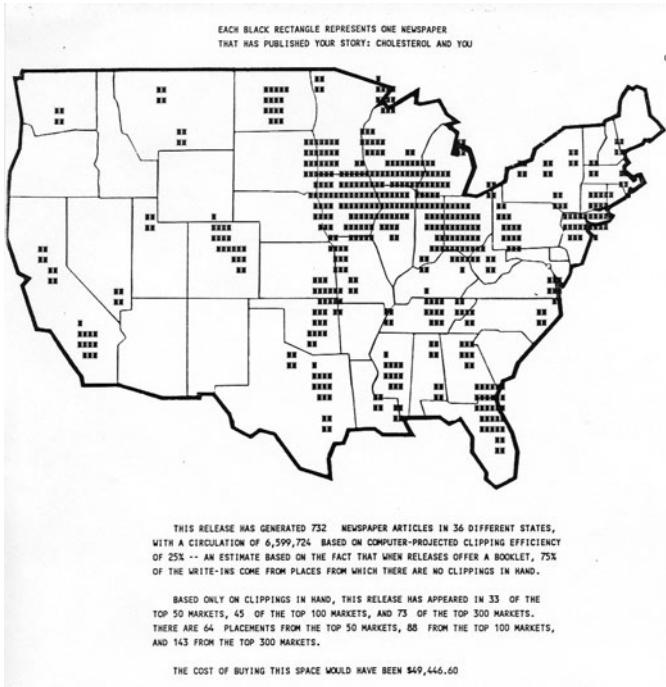 EACH BLACK RECTANGLE REPRESENTS ONE NEWSPAPER
THAT HAS PUBLISHED YOUR STORY: CHOLESTEROL AND YOU
THIS RELEASE HAS GENERATED 732 NEWSPAPER ARTICLES IN 36 DIFFERENT STATES,
WITH A CIRCULATION OF 6,599,724 BASED ON COMPUTER-PROJECTED CLIPPING EFFICIENCY
OF 25% -- AN ESTIMATE BASED ON THE FACT THAT WHEN RELEASES OFFER A BOOKLET, 75%
OF THE WRITE-INS COME FROM PLACES FROM WHICH THERE ARE NO CLIPPINGS IN HAND.
BASED ONLY ON CLIPPINGS IN HAND, THIS RELEASE HAS APPEARED IN 33 OF THE
TOP 50 MARKETS, 45 OF THE TOP 100 MARKETS, AND 73 OF THE TOP 300 MARKETS.
THERE ARE 64 PLACEMENTS FROM THE TOP 50 MARKETS, 88 FROM THE TOP 100 MARKETS,
AND 143 FROM THE TOP 300 MARKETS.
THE COST OF BUYING THIS SPACE WOULD HAVE BEEN $49,446.60